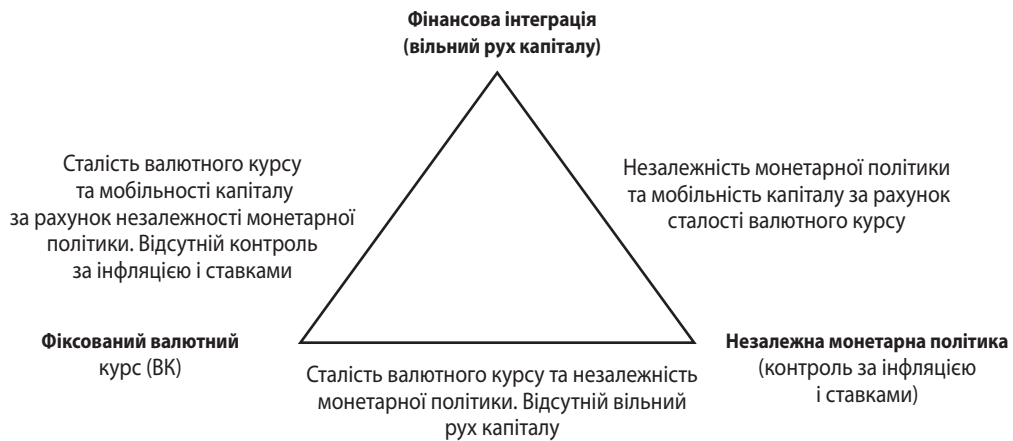 Фінансова інтеграція
(вільний рух капіталу)
Сталість валютного курсу
та мобільності капіталу
за рахунок незалежності монетарної
політики. Відсутній контроль
за інфляцією і ставками
Незалежність монетарної політики
та мобільність капіталу за рахунок
сталості валютного курсу
Фіксований валютний
курс (ВК)
Незалежна монетарна політика
(контроль за інфляцією
і ставками)
Сталість валютного курсу та незалежність
монетарної політики. Відсутній вільний
рух капіталу